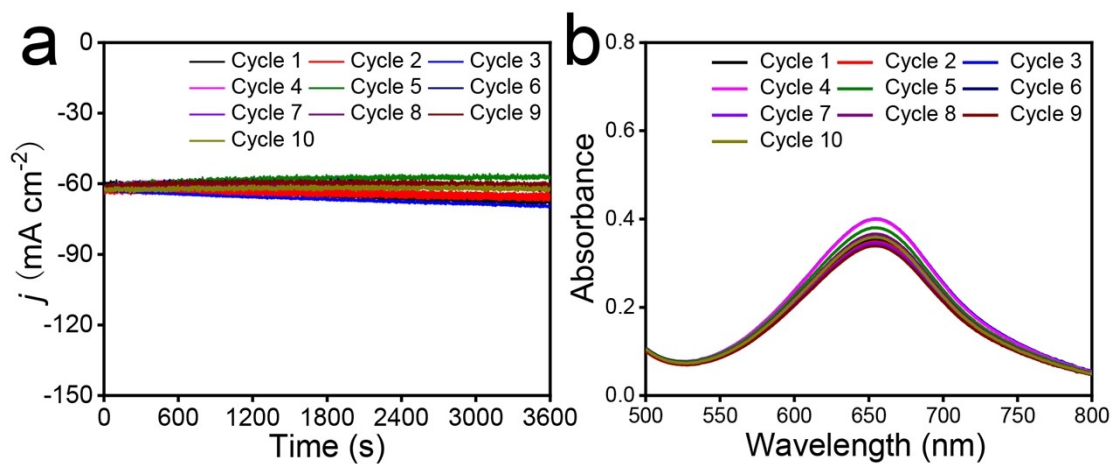 a
0
-30
-60
-90
-120
-150
j (mA cm-2)
Cycle 1 Cycle 2 Cycle 3
Cycle 4 Cycle 5 Cycle 6
Cycle 7 Cycle 8 Cycle 9
Cycle 10
0 600 1200 1800 2400 3000 3600
Time (s)
b
0.8
0.6
0.4
0.2
0.0
Absorbance
Cycle 1 Cycle 2 Cycle 3
Cycle 4 Cycle 5 Cycle 6
Cycle 7 Cycle 8 Cycle 9
Cycle 10
500 550 600 650 700 750 800
Wavelength (nm)